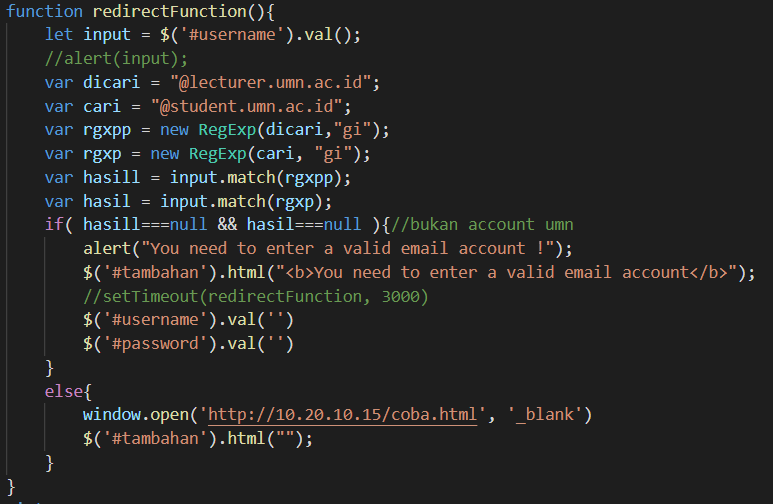 function redirectFunction(){
let input = $('#username').val();
//alert(input);
var dicari = "@lecturer.umn.ac.id";
var cari = "@student.umn.ac.id";
var rgxpp = new RegExp(dicari,"gi");
var rgxp = new RegExp(cari, "gi");
var hasill = input.match(rgxpp);
var hasil = input.match(rgxp);
if( hasill===null && hasil===null ){//bukan account umn
alert("You need to enter a valid email account !");
$('#tambahan').html("<b>You need to enter a valid email account</b>");
//setTimeout(redirectFunction, 3000)
$('#username').val('')
$('#password').val('')
}
else{
window.open('http://10.20.10.15/coba.html', '_blank')
$('#tambahan').html("");
}
}